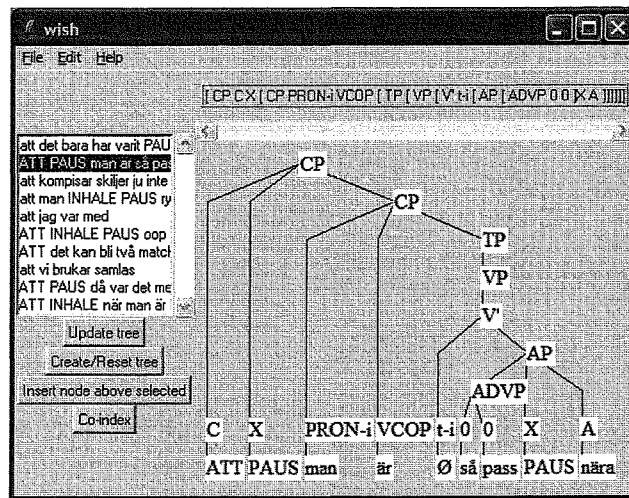 wish
File Edit Help
[ CP C X [ CP PRON-i VCOP [ TP [ VP [ V' t-i [ AP [ ADVP 0 0 ] X A ]]]]]]
att det bara har varit PAU
ATT PAUS man är så pas
att kompisar skiljer ju inte
att man INHALE PAUS ry
att jag var med
ATT INHALE PAUS oop
ATT det kan bli två match
att vi brukar samlas
ATT PAUS då var det me
ATT INHALE när man är
Update tree
Create/Reset tree
Insert node above selected
Co-index
CP
CP
TP
VP
V'
AP
ADVP
C X PRON-i VCOP t-i 0 0 X A
ATT PAUS man är Ø så pass PAUS nära